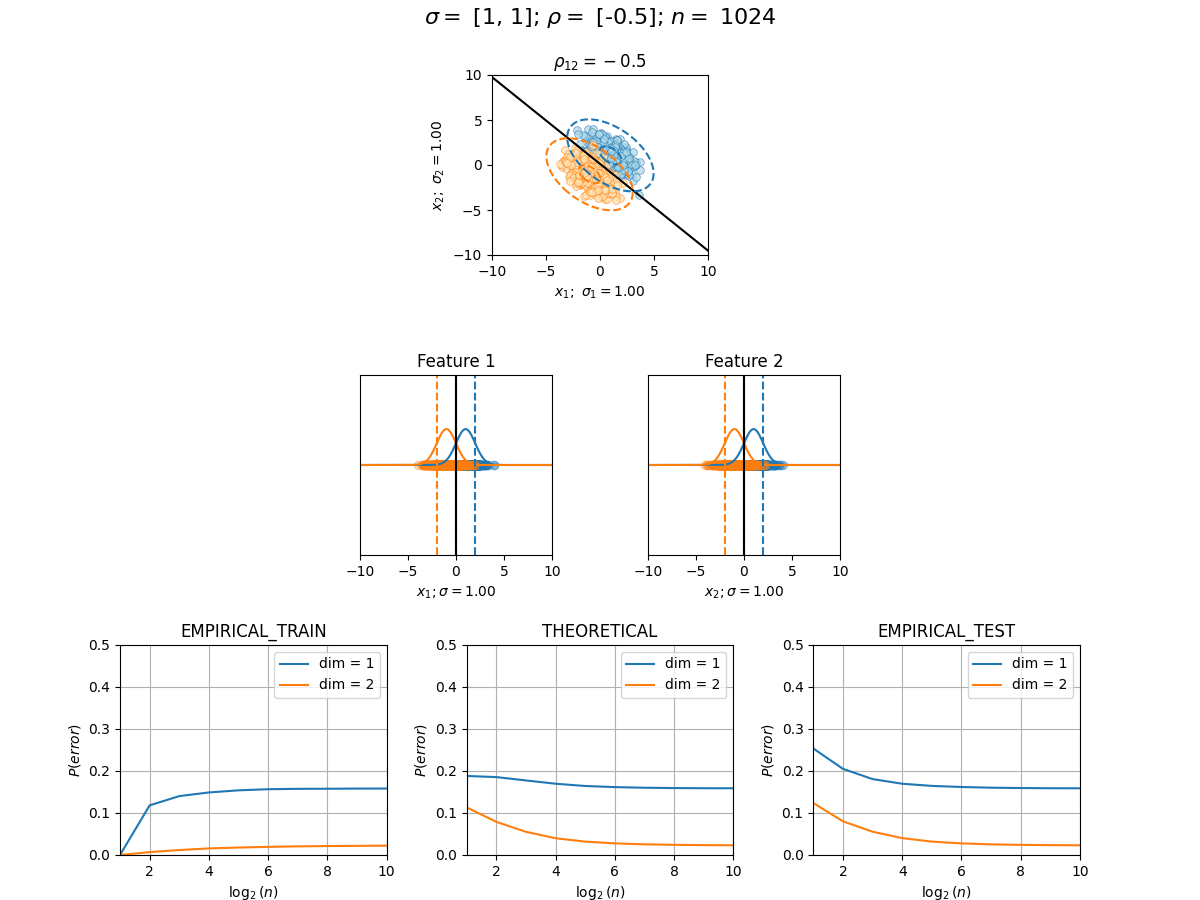 σ = [1, 1]; ρ = [-0.5]; n = 1024
ρ₁₂ = −0.5
10
5
0
−5
−10
x₂; σ₂ = 1.00
−10 −5 0 5 10
x₁; σ₁ = 1.00
Feature 1
−10 −5 0 5 10
x₁; σ = 1.00
Feature 2
−10 −5 0 5 10
x₂; σ = 1.00
EMPIRICAL_TRAIN
dim = 1
dim = 2
0.5
0.4
0.3
0.2
0.1
0.0
P(error)
2 4 6 8 10
log₂(n)
THEORETICAL
dim = 1
dim = 2
0.5
0.4
0.3
0.2
0.1
0.0
P(error)
2 4 6 8 10
log₂(n)
EMPIRICAL_TEST
dim = 1
dim = 2
0.5
0.4
0.3
0.2
0.1
0.0
P(error)
2 4 6 8 10
log₂(n)